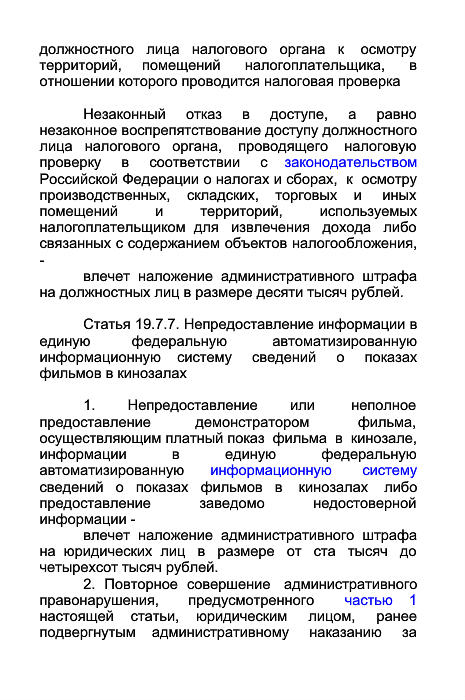 должностного лица налогового органа к осмотру
территорий, помещений налогоплательщика, в
отношении которого проводится налоговая проверка
Незаконный отказ в доступе, а равно
незаконное воспрепятствование доступу должностного
лица налогового органа, проводящего налоговую
проверку в соответствии с законодательством
Российской Федерации о налогах и сборах, к осмотру
производственных, складских, торговых и иных
помещений и территорий, используемых
налогоплательщиком для извлечения дохода либо
связанных с содержанием объектов налогообложения,
-
влечет наложение административного штрафа
на должностных лиц в размере десяти тысяч рублей.
Статья 19.7.7. Непредоставление информации в
единую федеральную автоматизированную
информационную систему сведений о показах
фильмов в кинозалах
1. Непредоставление или неполное
предоставление демонстратором фильма,
осуществляющим платный показ фильма в кинозале,
информации в единую федеральную
автоматизированную информационную систему
сведений о показах фильмов в кинозалах либо
предоставление заведомо недостоверной
информации -
влечет наложение административного штрафа
на юридических лиц в размере от ста тысяч до
четырехсот тысяч рублей.
2. Повторное совершение административного
правонарушения, предусмотренного частью 1
настоящей статьи, юридическим лицом, ранее
подвергнутым административному наказанию за